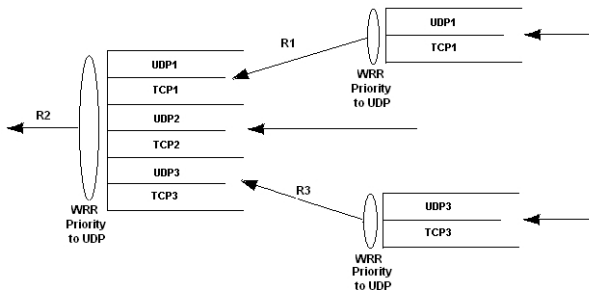 UDP1
TCP1
R1
WRR
Priority
to UDP
UDP1
TCP1
UDP2
TCP2
UDP3
TCP3
R2
WRR
Priority
to UDP
R3
UDP3
TCP3
WRR
Priority
to UDP